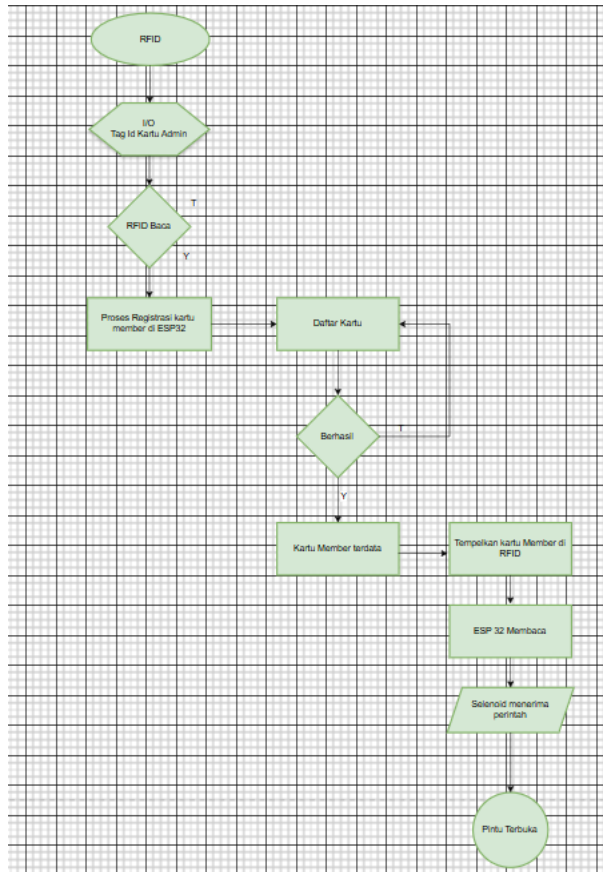 RFID
I/O
Tag Id Kartu Admin
T
RFID Baca
Y
Proses Registrasi kartu
member di ESP32
Daftar Kartu
Berhasil
T
Y
Kartu Member terdata
Tempelkan kartu Member di
RFID
ESP 32 Membaca
Selenoid menerima
perintah
Pintu Terbuka